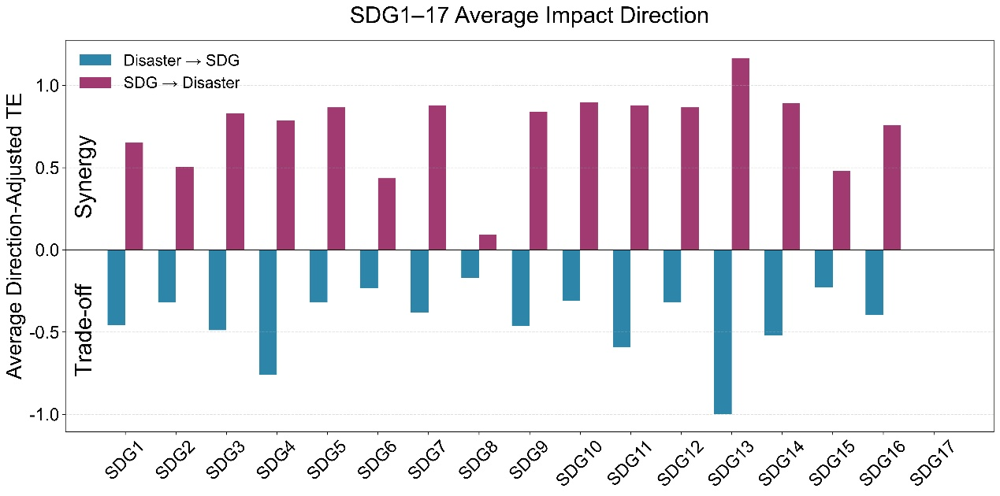 SDG1–17 Average Impact Direction
Disaster → SDG
SDG → Disaster
Average Direction-Adjusted TE
Synergy
Trade-off
1.0
0.5
0.0
-0.5
-1.0
SDG1
SDG2
SDG3
SDG4
SDG5
SDG6
SDG7
SDG8
SDG9
SDG10
SDG11
SDG12
SDG13
SDG14
SDG15
SDG16
SDG17